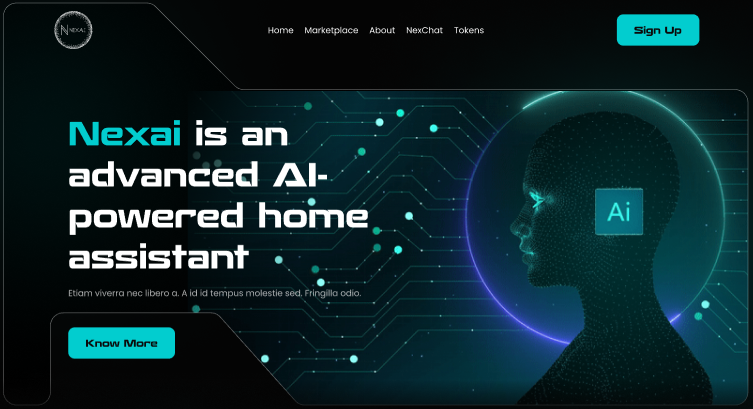 NEXAI
Home Marketplace About NexChat Tokens
Sign Up
Nexai is an
advanced AI-
powered home
assistant
Etiam viverra nec libero a. A id id tempus molestie sed. Fringilla odio.
Know More
Ai